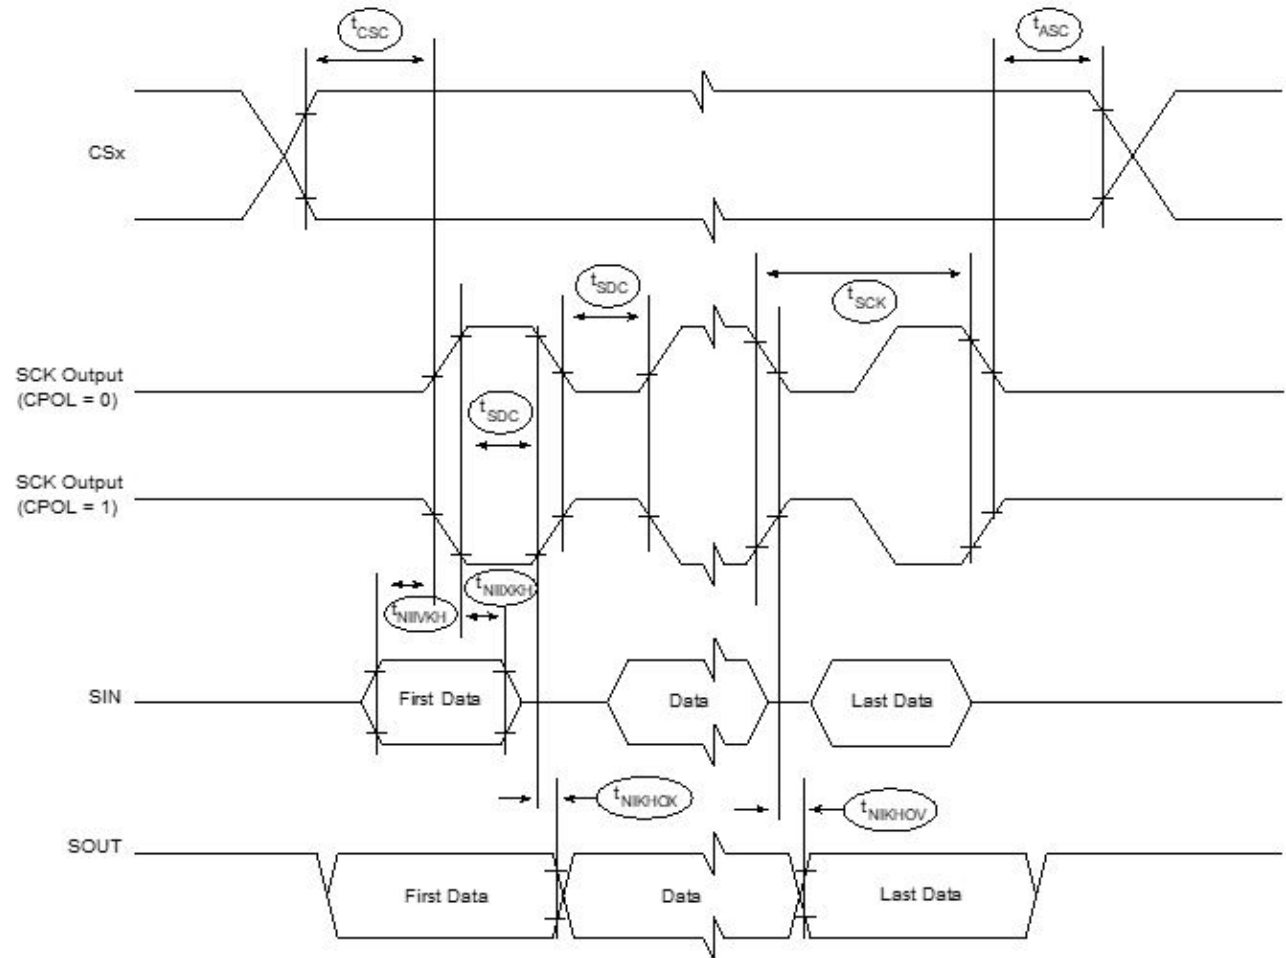 tCSC
tASC
CSx
tSDC
tSCK
SCK Output
(CPOL = 0)
tSDC
SCK Output
(CPOL = 1)
tNIIVKH
tNIIXKH
SIN
First Data
Data
Last Data
tNIKHOX
tNIKHOV
SOUT
First Data
Data
Last Data